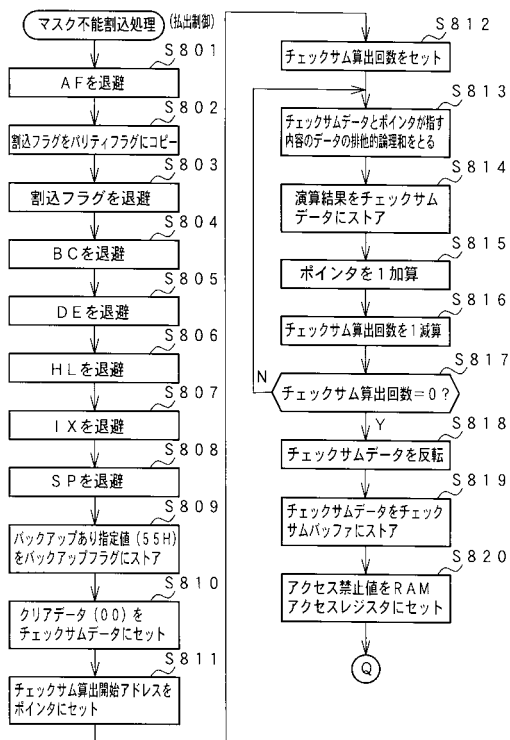 マスク不能割込処理
(払出制御)
S801
AFを退避
S802
割込フラグをパリティフラグにコピー
S803
割込フラグを退避
S804
BCを退避
S805
DEを退避
S806
HLを退避
S807
IXを退避
S808
SPを退避
S809
バックアップあり指定値(55H)
をバックアップフラグにストア
S810
クリアデータ(00)を
チェックサムデータにセット
S811
チェックサム算出開始アドレスを
ポインタにセット
S812
チェックサム算出回数をセット
S813
チェックサムデータとポインタが指す
内容のデータの排他的論理和をとる
S814
演算結果をチェックサム
データにストア
S815
ポインタを1加算
S816
チェックサム算出回数を1減算
S817
N
チェックサム算出回数=0?
Y
S818
チェックサムデータを反転
S819
チェックサムデータをチェック
サムバッファにストア
S820
アクセス禁止値をRAM
アクセスレジスタにセット
Q